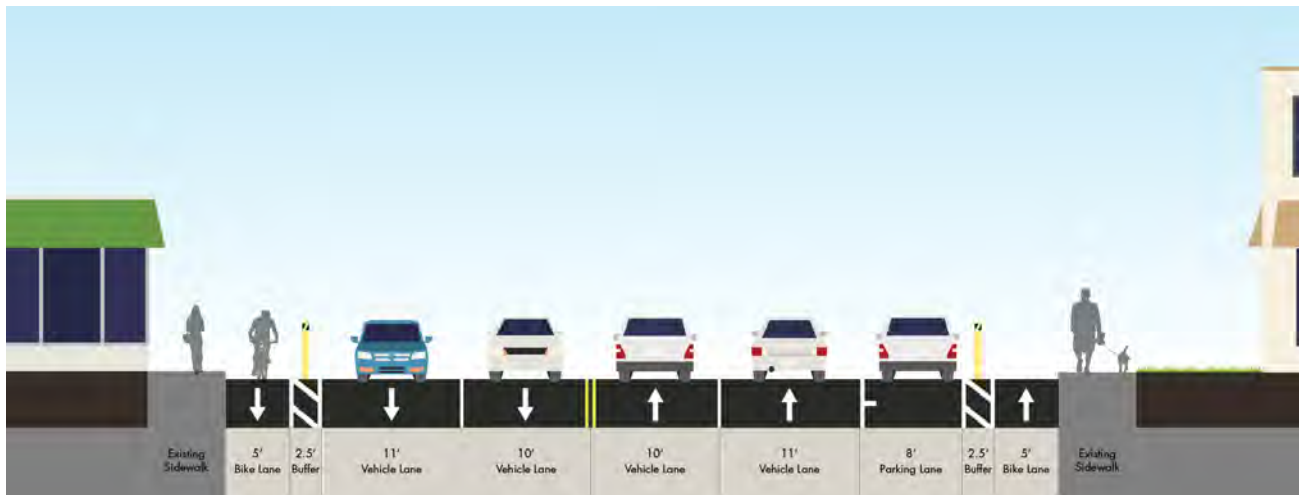 Existing
Sidewalk
5'
Bike Lane
2.5'
Buffer
11'
Vehicle Lane
10'
Vehicle Lane
10'
Vehicle Lane
11'
Vehicle Lane
8'
Parking Lane
2.5'
Buffer
5'
Bike Lane
Existing
Sidewalk